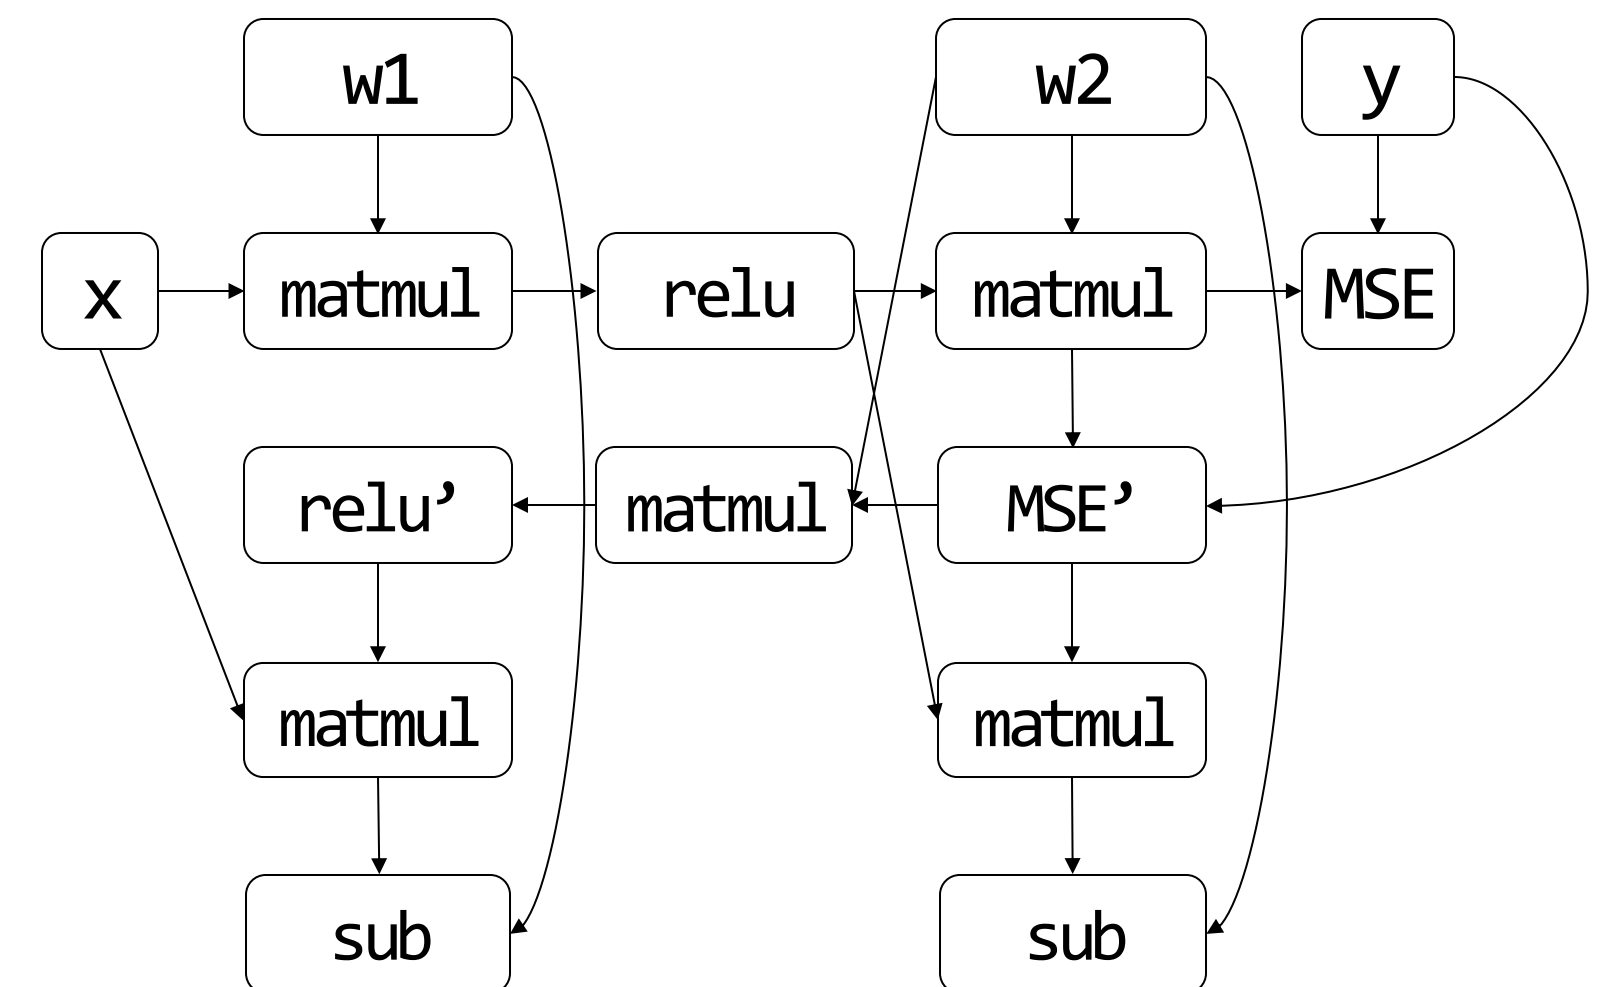 w1
w2
y
x
matmul
relu
matmul
MSE
relu’
matmul
MSE’
matmul
matmul
sub
sub